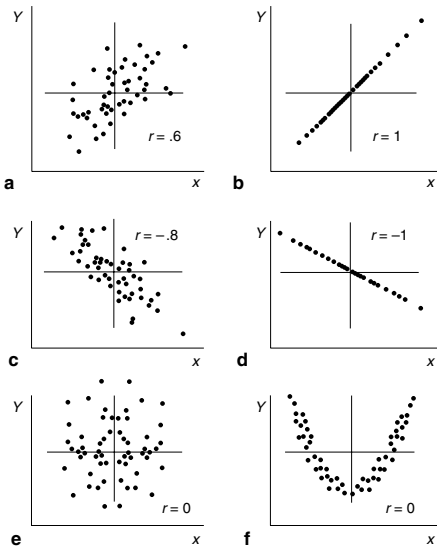 Y
r = .6
a
x
Y
r = 1
b
x
Y
r = −.8
c
x
Y
r = −1
d
x
Y
r = 0
e
x
Y
r = 0
f
x